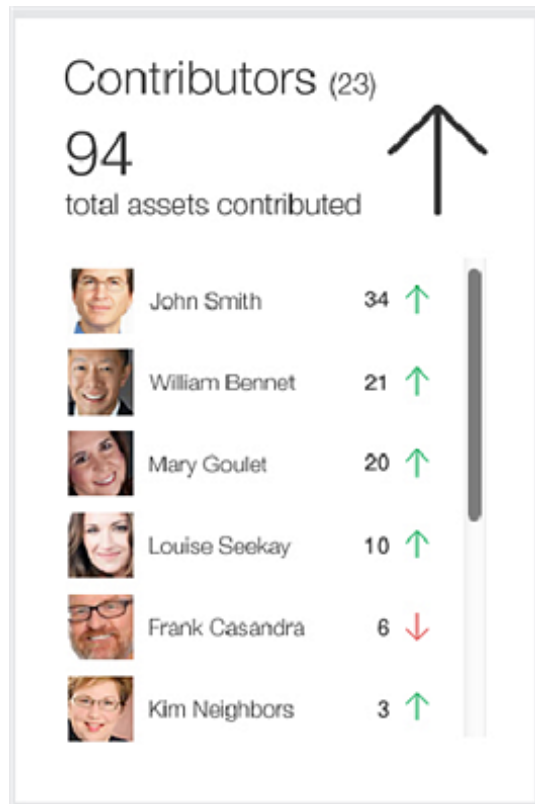 Contributors (23)
94
total assets contributed
John Smith 34
William Bennet 21
Mary Goulet 20
Louise Seekay 10
Frank Casandra 6
Kim Neighbors 3